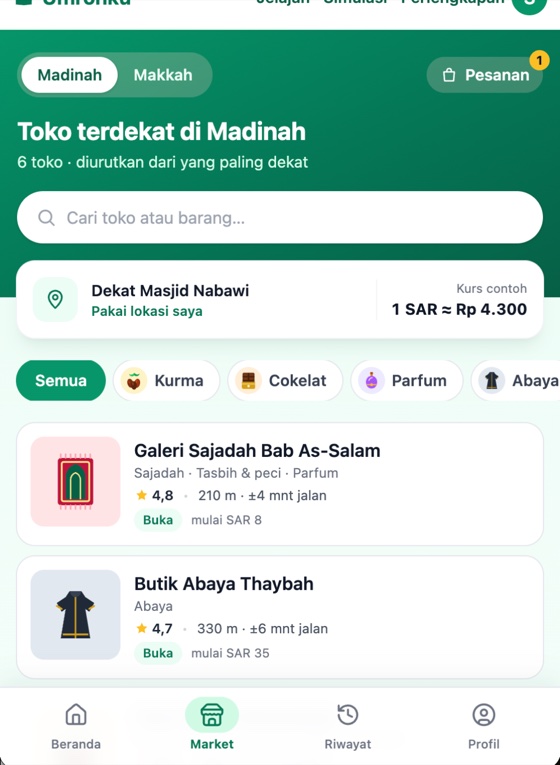 Madinah
Makkah
Pesanan
1
Toko terdekat di Madinah
6 toko · diurutkan dari yang paling dekat
Cari toko atau barang...
Dekat Masjid Nabawi
Pakai lokasi saya
Kurs contoh
1 SAR ≈ Rp 4.300
Semua
Kurma
Cokelat
Parfum
Abaya
Galeri Sajadah Bab As-Salam
Sajadah · Tasbih & peci · Parfum
4,8 · 210 m · ±4 mnt jalan
Buka mulai SAR 8
Butik Abaya Thaybah
Abaya
4,7 · 330 m · ±6 mnt jalan
Buka mulai SAR 35
Beranda
Market
Riwayat
Profil